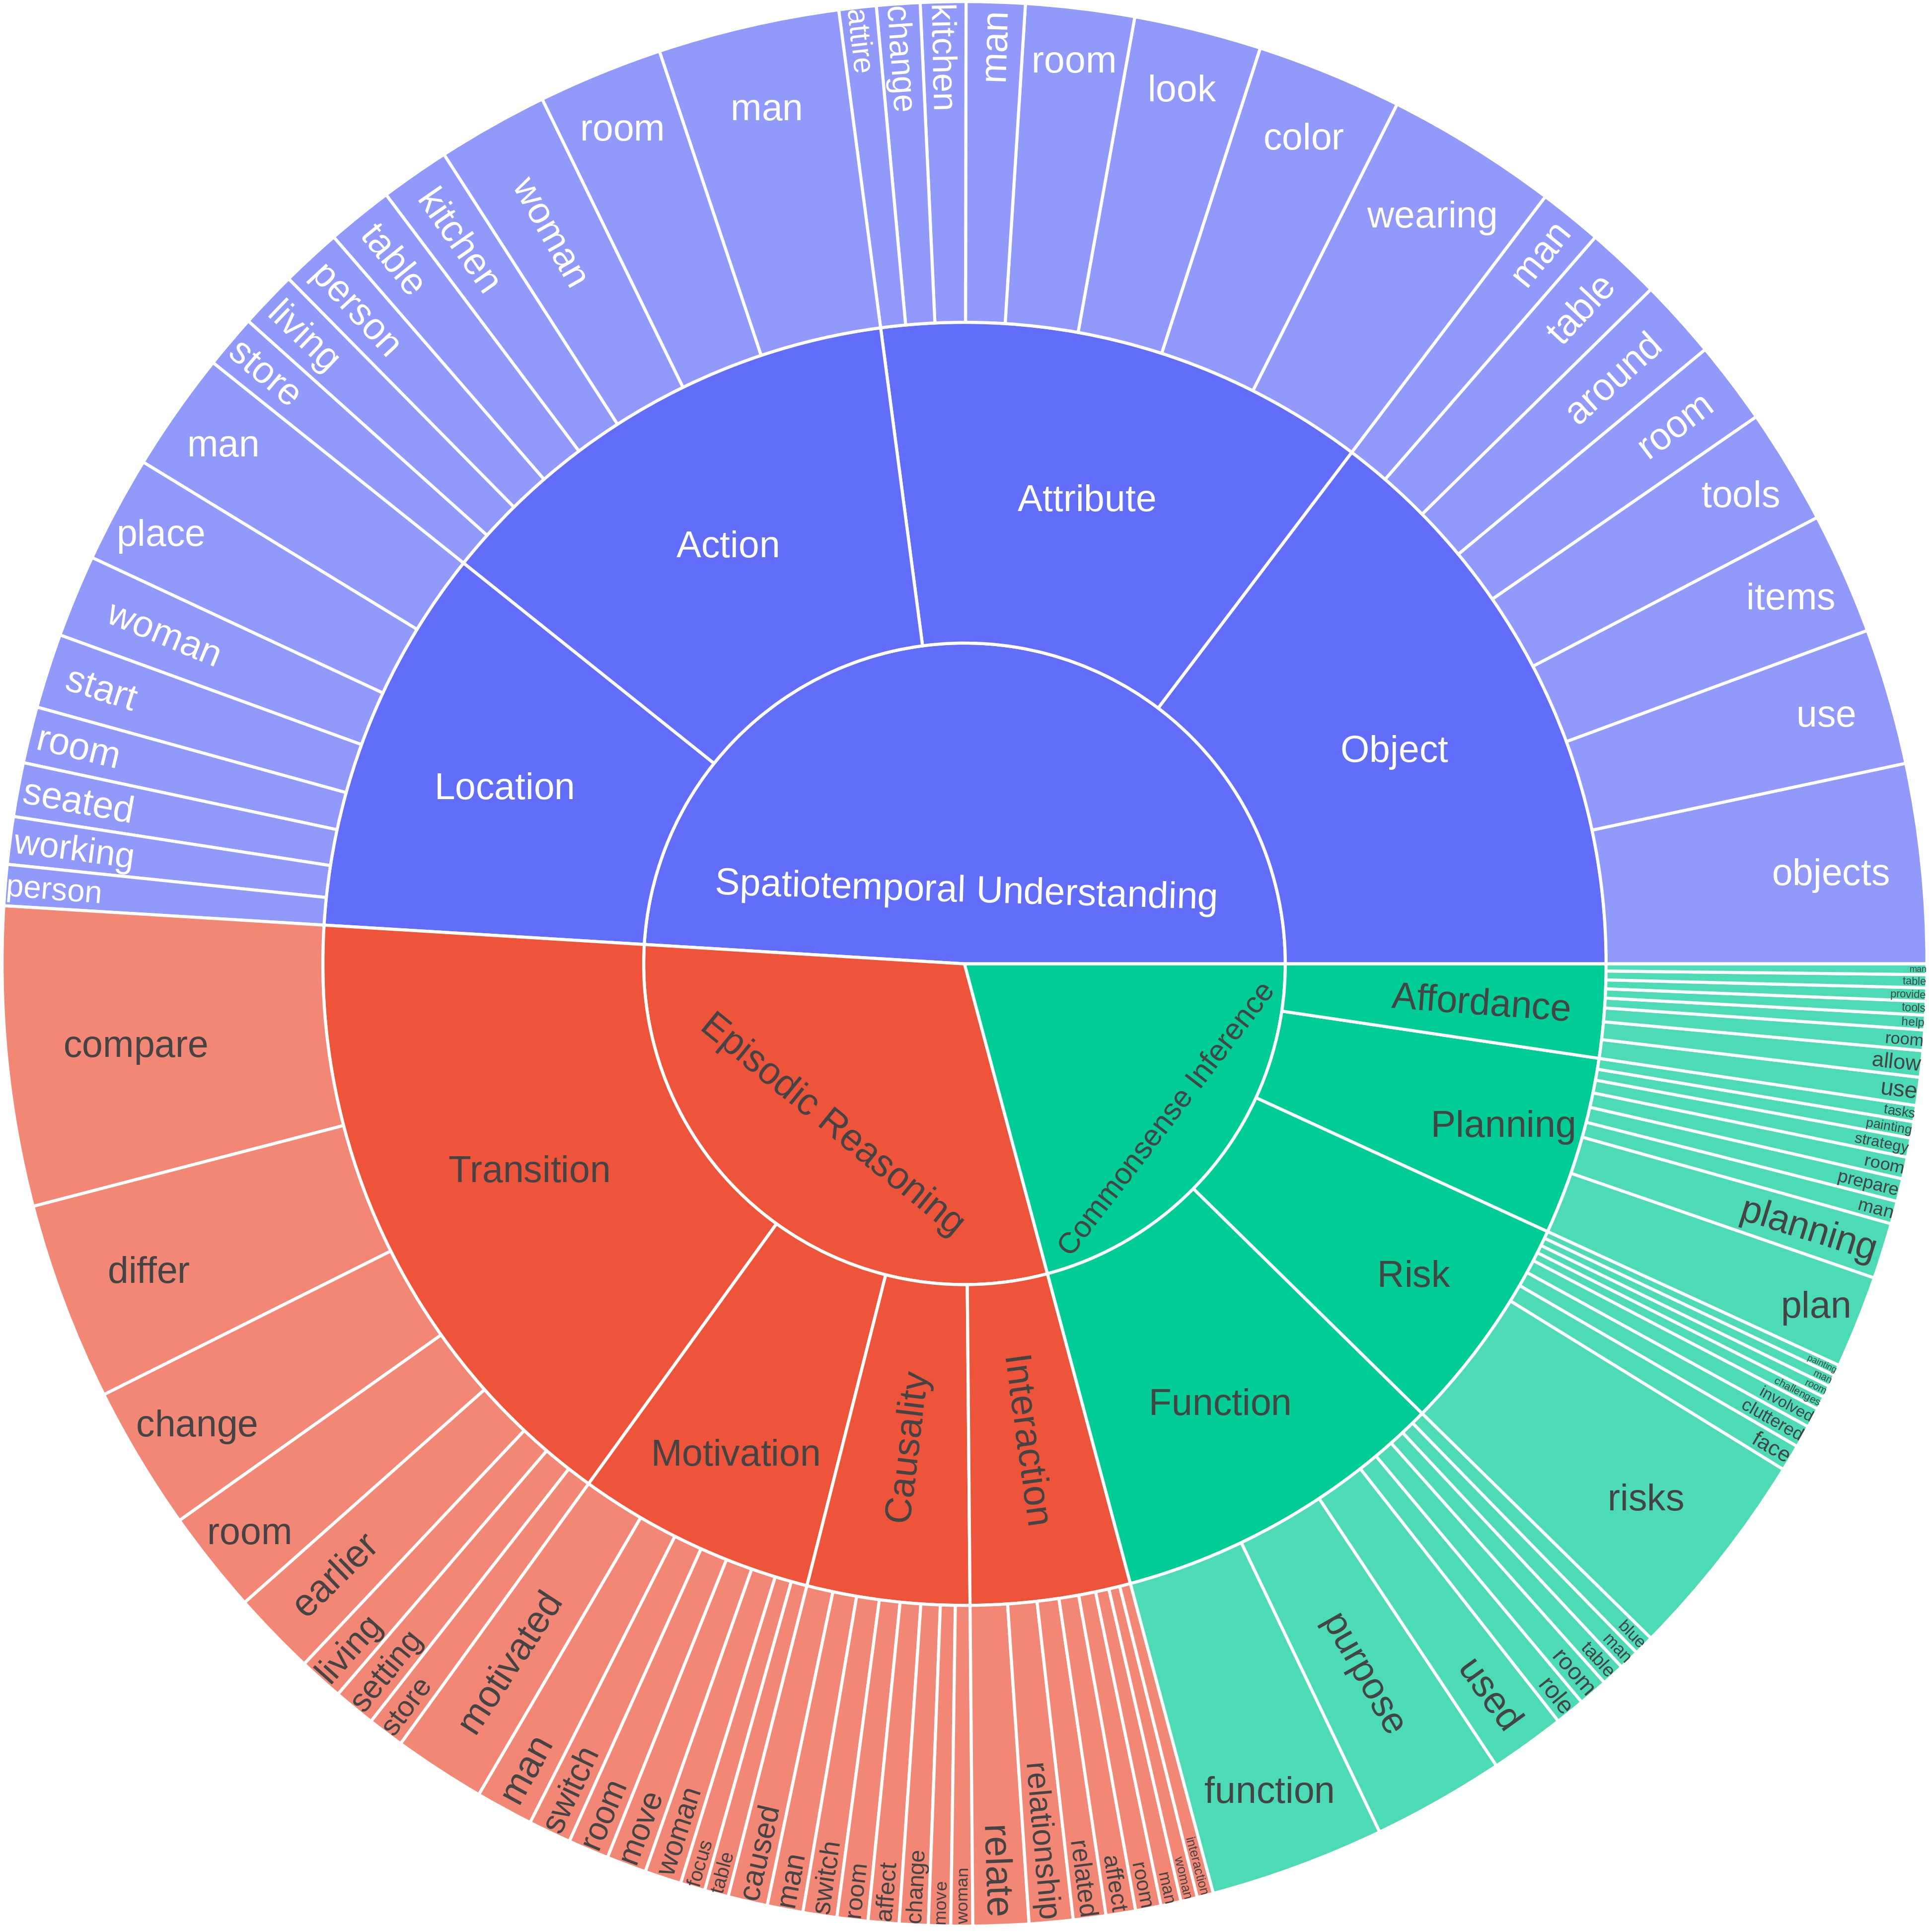 Spatiotemporal Understanding
Object
objects
use
items
tools
room
around
table
man
Attribute
wearing
color
look
room
man
kitchen
change
attire
Action
man
room
woman
kitchen
table
person
living
store
Location
man
place
woman
start
room
seated
working
person
Episodic Reasoning
Transition
compare
differ
change
room
earlier
living
setting
store
Motivation
motivated
man
switch
room
move
woman
focus
table
Causality
caused
man
switch
room
affect
change
move
woman
Interaction
relate
relationship
related
affect
room
man
woman
interaction
Commonsense Inference
Function
function
purpose
used
role
room
table
man
blue
Risk
risks
face
cluttered
involved
challenges
room
man
painting
Planning
plan
planning
man
prepare
room
strategy
painting
tasks
Affordance
use
allow
room
help
tools
provide
table
man